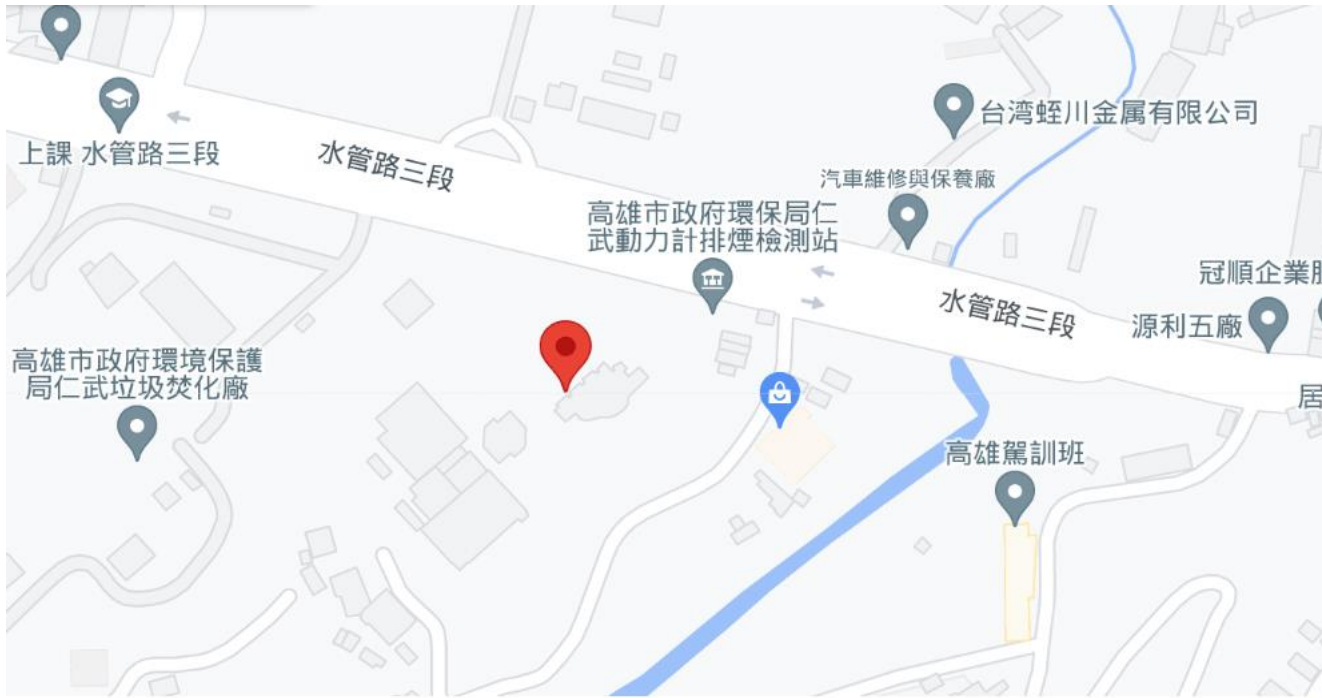 上課 水管路三段
水管路三段
台湾蛭川金属有限公司
汽車維修與保養廠
高雄市政府環保局仁
武動力計排煙檢測站
水管路三段
冠順企業服
源利五廠
高雄市政府環境保護
局仁武垃圾焚化廠
居
高雄駕訓班